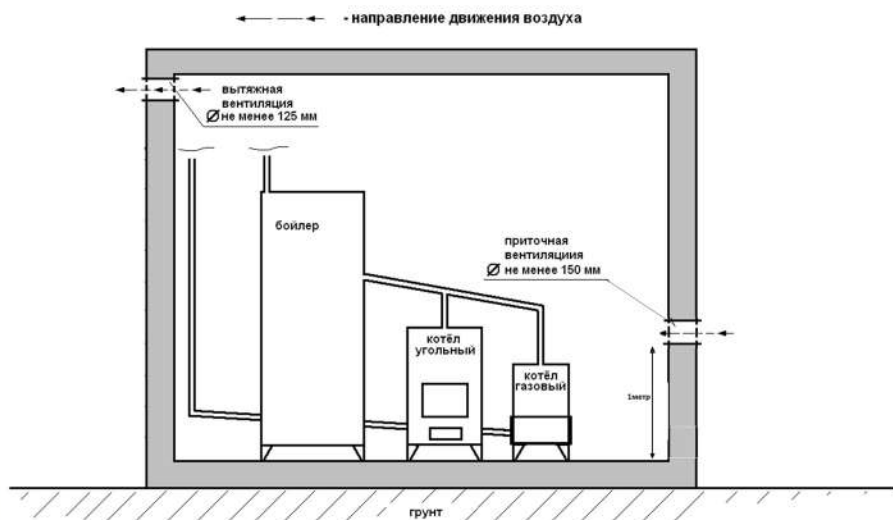 - направление движения воздуха
вытяжная
вентиляция
Ø не менее 125 мм
бойлер
приточная
вентиляциия
Ø не менее 150 мм
котёл
угольный
котёл
газовый
1метр
грунт